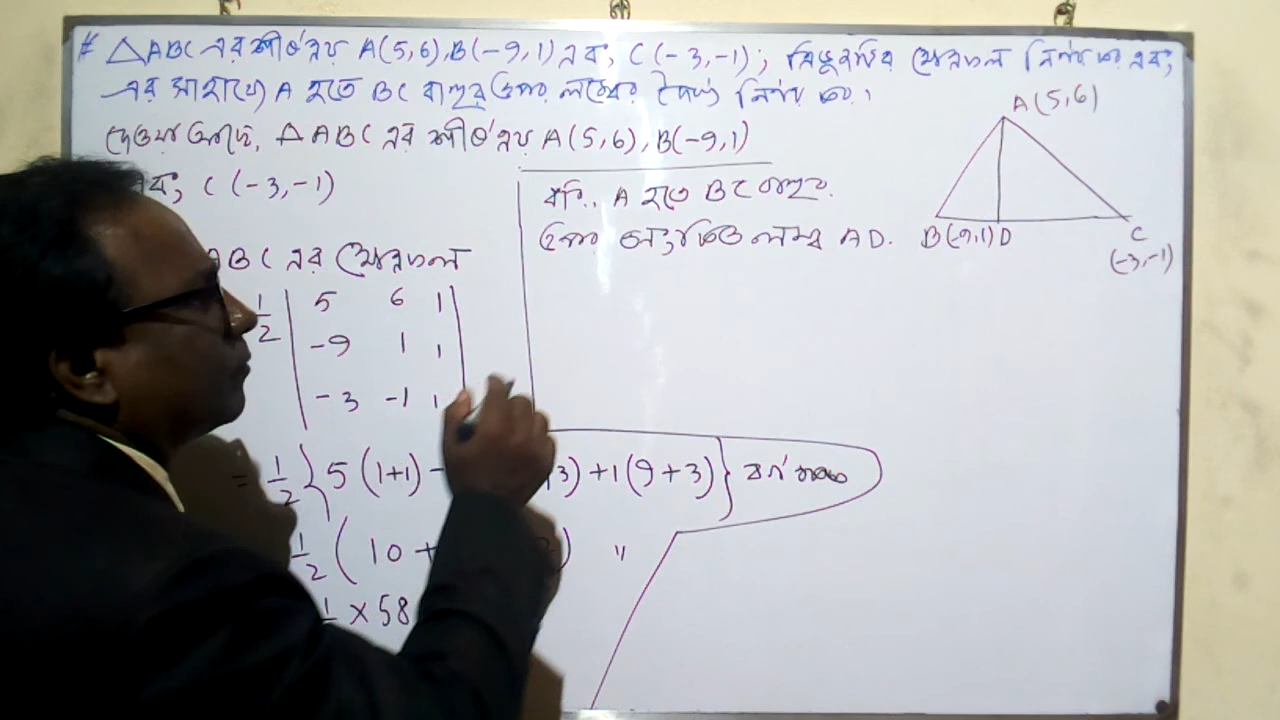 # △ABC এর শীর্ষত্রয় A(5,6), B(-9,1) এবং C(-3,-1); ত্রিভুজটির ক্ষেত্রফল নির্ণয় কর এবং
এর সাহায্যে A হতে BC বাহুর উপর লম্বের দৈর্ঘ্য নির্ণয় কর।
দেওয়া আছে, △ABC এর শীর্ষত্রয় A(5,6), B(-9,1)
C(-3,-1)
ABC এর ক্ষেত্রফল
1/2 | 5 6 1 |
-9 1 1
-3 -1 1
= 1/2 { 5 (1+1) - 3) +1(9+3) } বর্গ একক
1/2 ( 10 + ) "
1/2 × 58
ধরি, A হতে BC বাহুর
উপর অংকিত লম্ব AD.
A(5,6)
B(-9,1) D
C
(-3,-1)